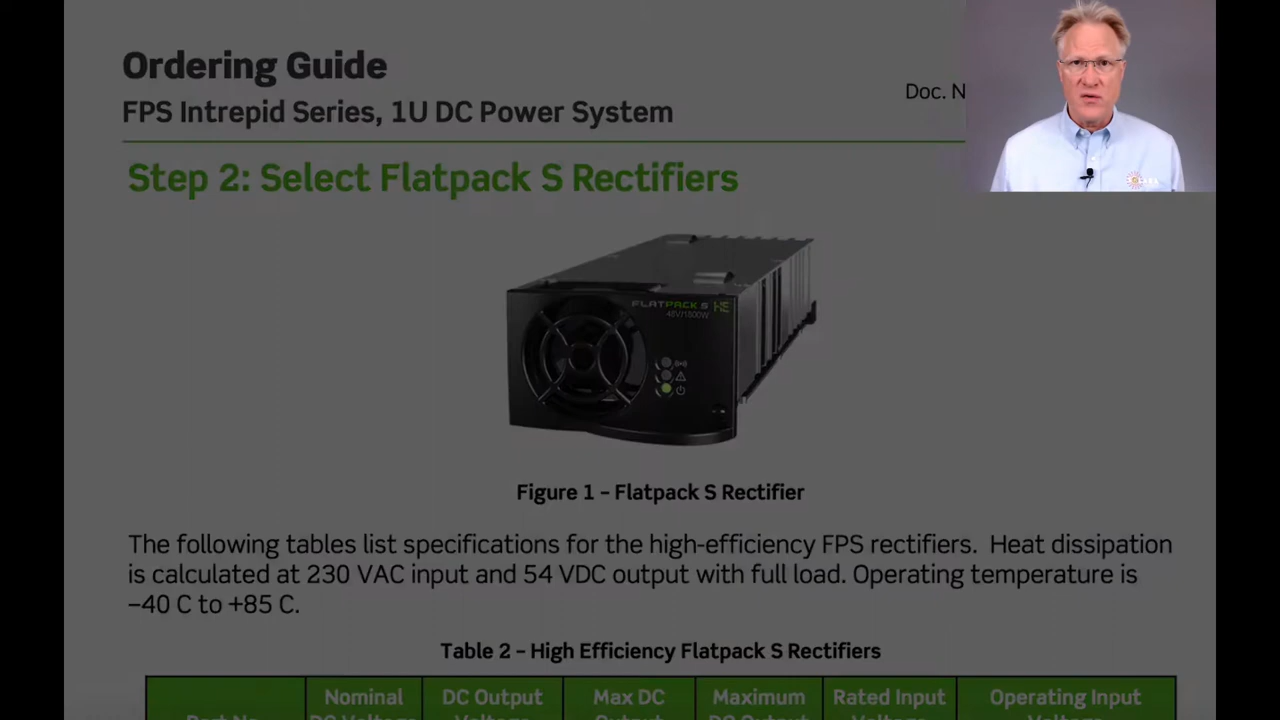 Ordering Guide
FPS Intrepid Series, 1U DC Power System
Doc. N
Step 2: Select Flatpack S Rectifiers
FLATPACK S HE
48V/1800W
Figure 1 – Flatpack S Rectifier
The following tables list specifications for the high-efficiency FPS rectifiers. Heat dissipation
is calculated at 230 VAC input and 54 VDC output with full load. Operating temperature is
–40 C to +85 C.
Table 2 – High Efficiency Flatpack S Rectifiers
Nominal DC Output Max DC Maximum Rated Input Operating Input